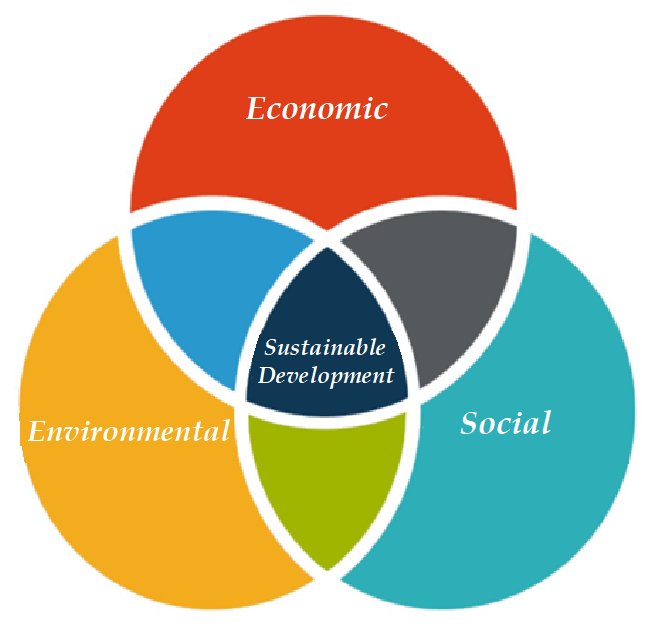 Economic
Sustainable
Development
Environmental
Social